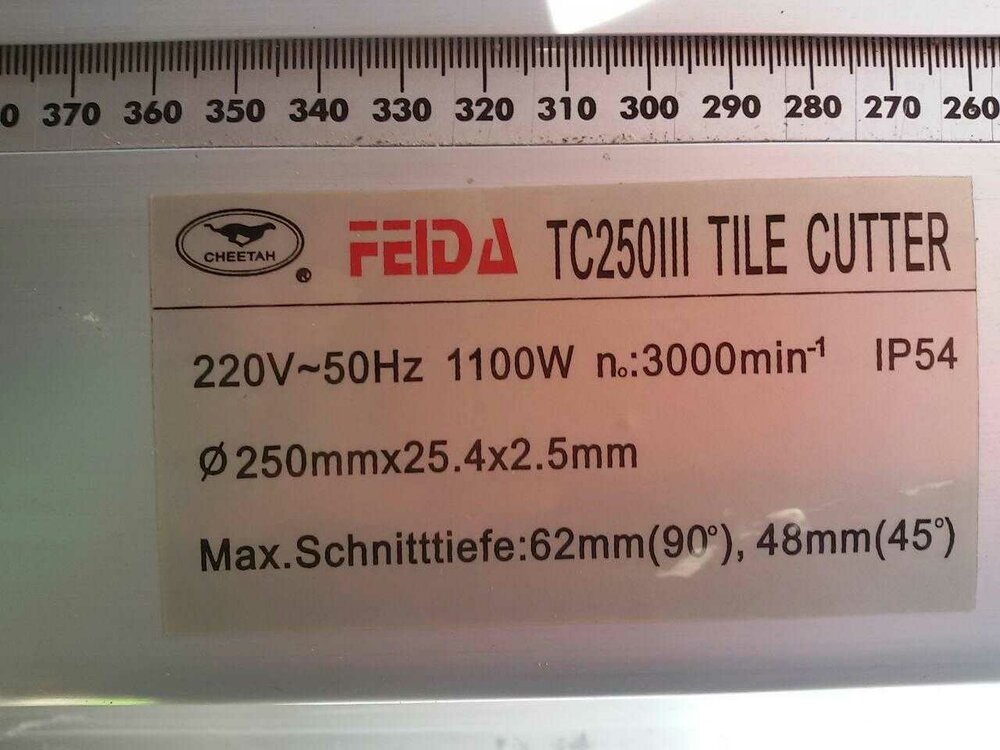 0 370 360 350 340 330 320 310 300 290 280 270 260
CHEETAH ® FEIDA TC250III TILE CUTTER
220V~50Hz 1100W n₀:3000min⁻¹ IP54
Ø250mmx25.4x2.5mm
Max.Schnitttiefe:62mm(90°), 48mm(45°)